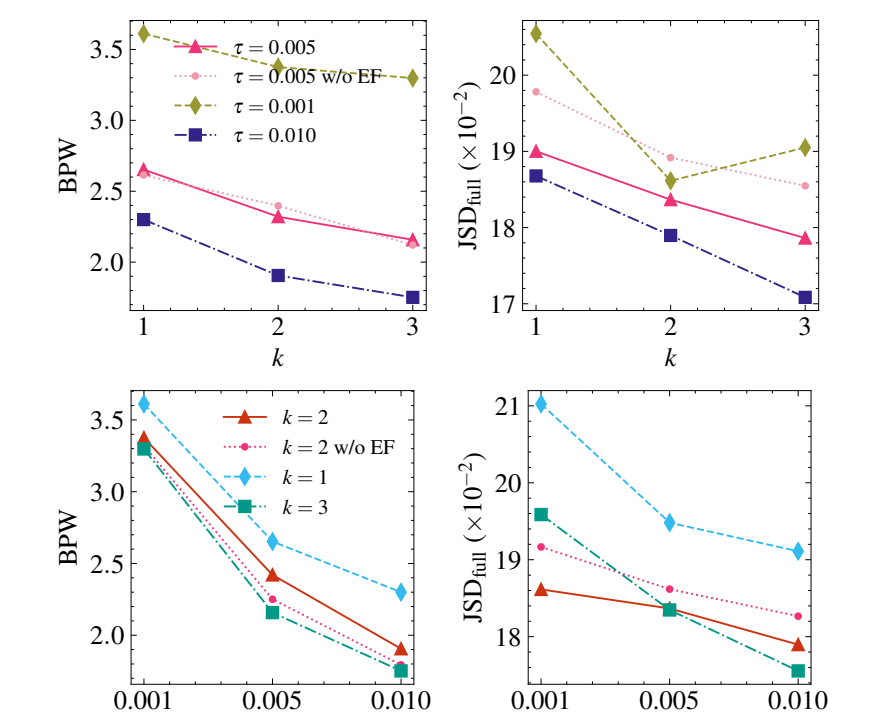 BPW
3.5
3.0
2.5
2.0
1
2
3
k
τ = 0.005
τ = 0.005 w/o EF
τ = 0.001
τ = 0.010
JSD_full (×10⁻²)
20
19
18
17
1
2
3
k
BPW
3.5
3.0
2.5
2.0
0.001
0.005
0.010
k = 2
k = 2 w/o EF
k = 1
k = 3
JSD_full (×10⁻²)
21
20
19
18
0.001
0.005
0.010